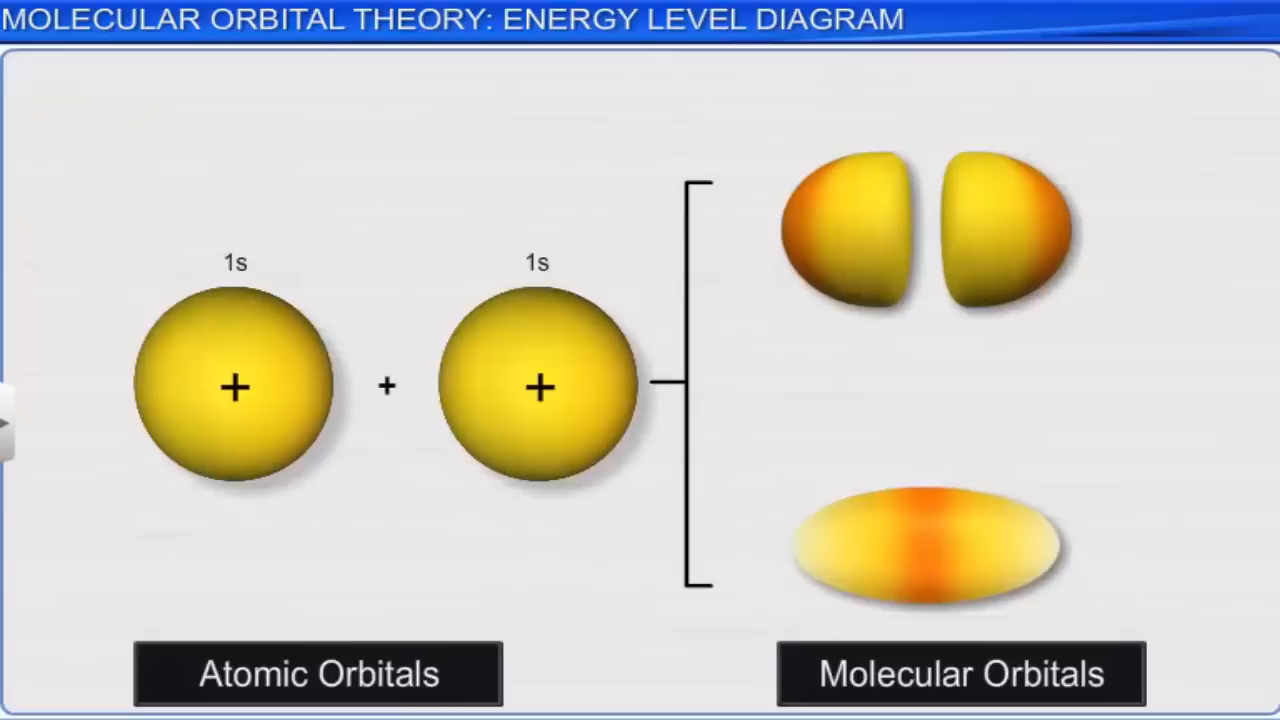 MOLECULAR ORBITAL THEORY: ENERGY LEVEL DIAGRAM
1s 1s
+ + +
Atomic Orbitals
Molecular Orbitals